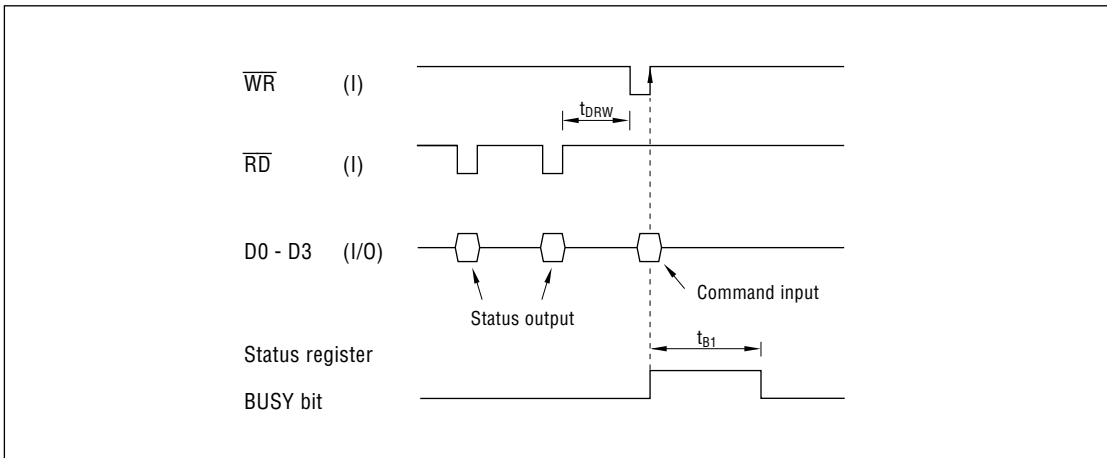 WR (I)
tDRW
RD (I)
D0 - D3 (I/O)
Command input
Status output
tB1
Status register
BUSY bit